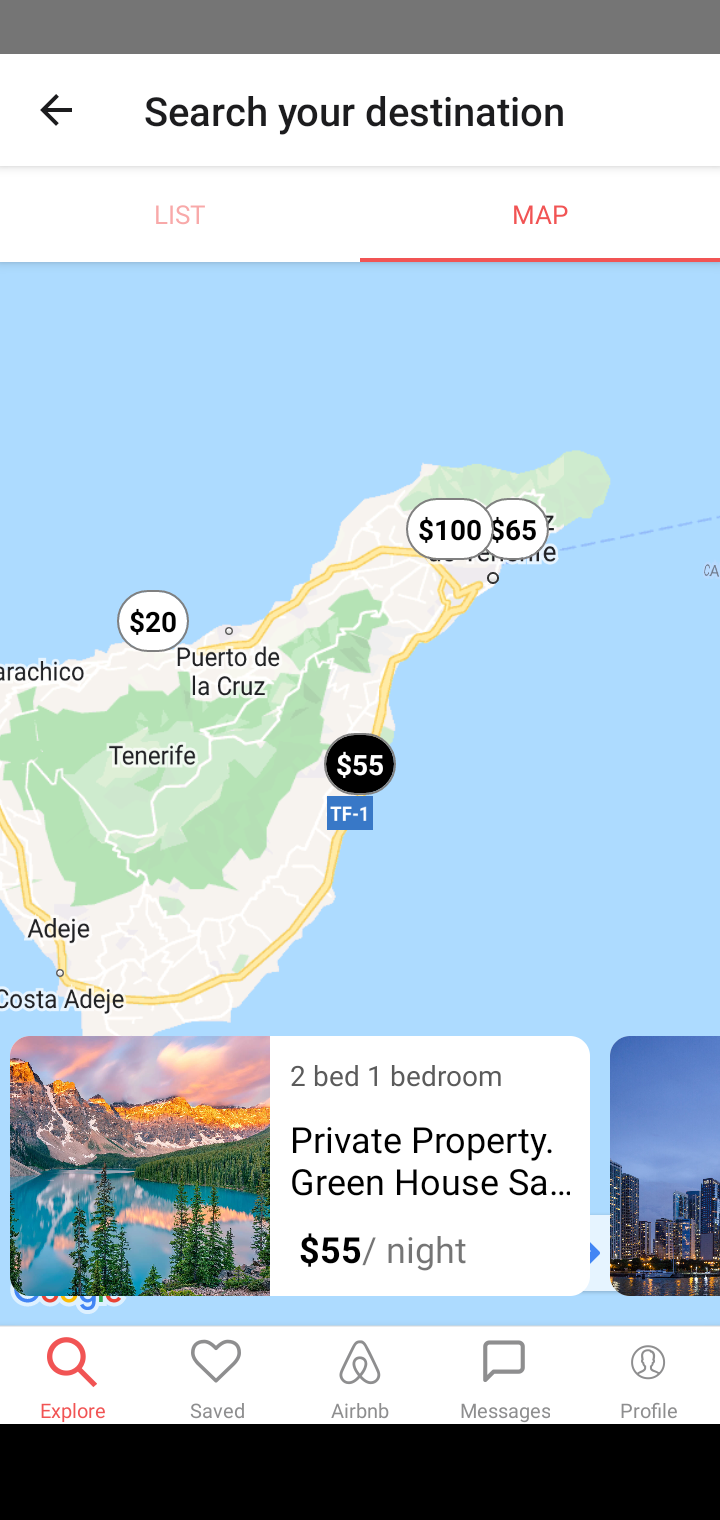 Search your destination
LIST
MAP
$100
$65
$20
Puerto de
la Cruz
Tenerife
$55
TF-1
Adeje
Costa Adeje
2 bed 1 bedroom
Private Property.
Green House Sa...
$55/ night
Google
Explore
Saved
Airbnb
Messages
Profile